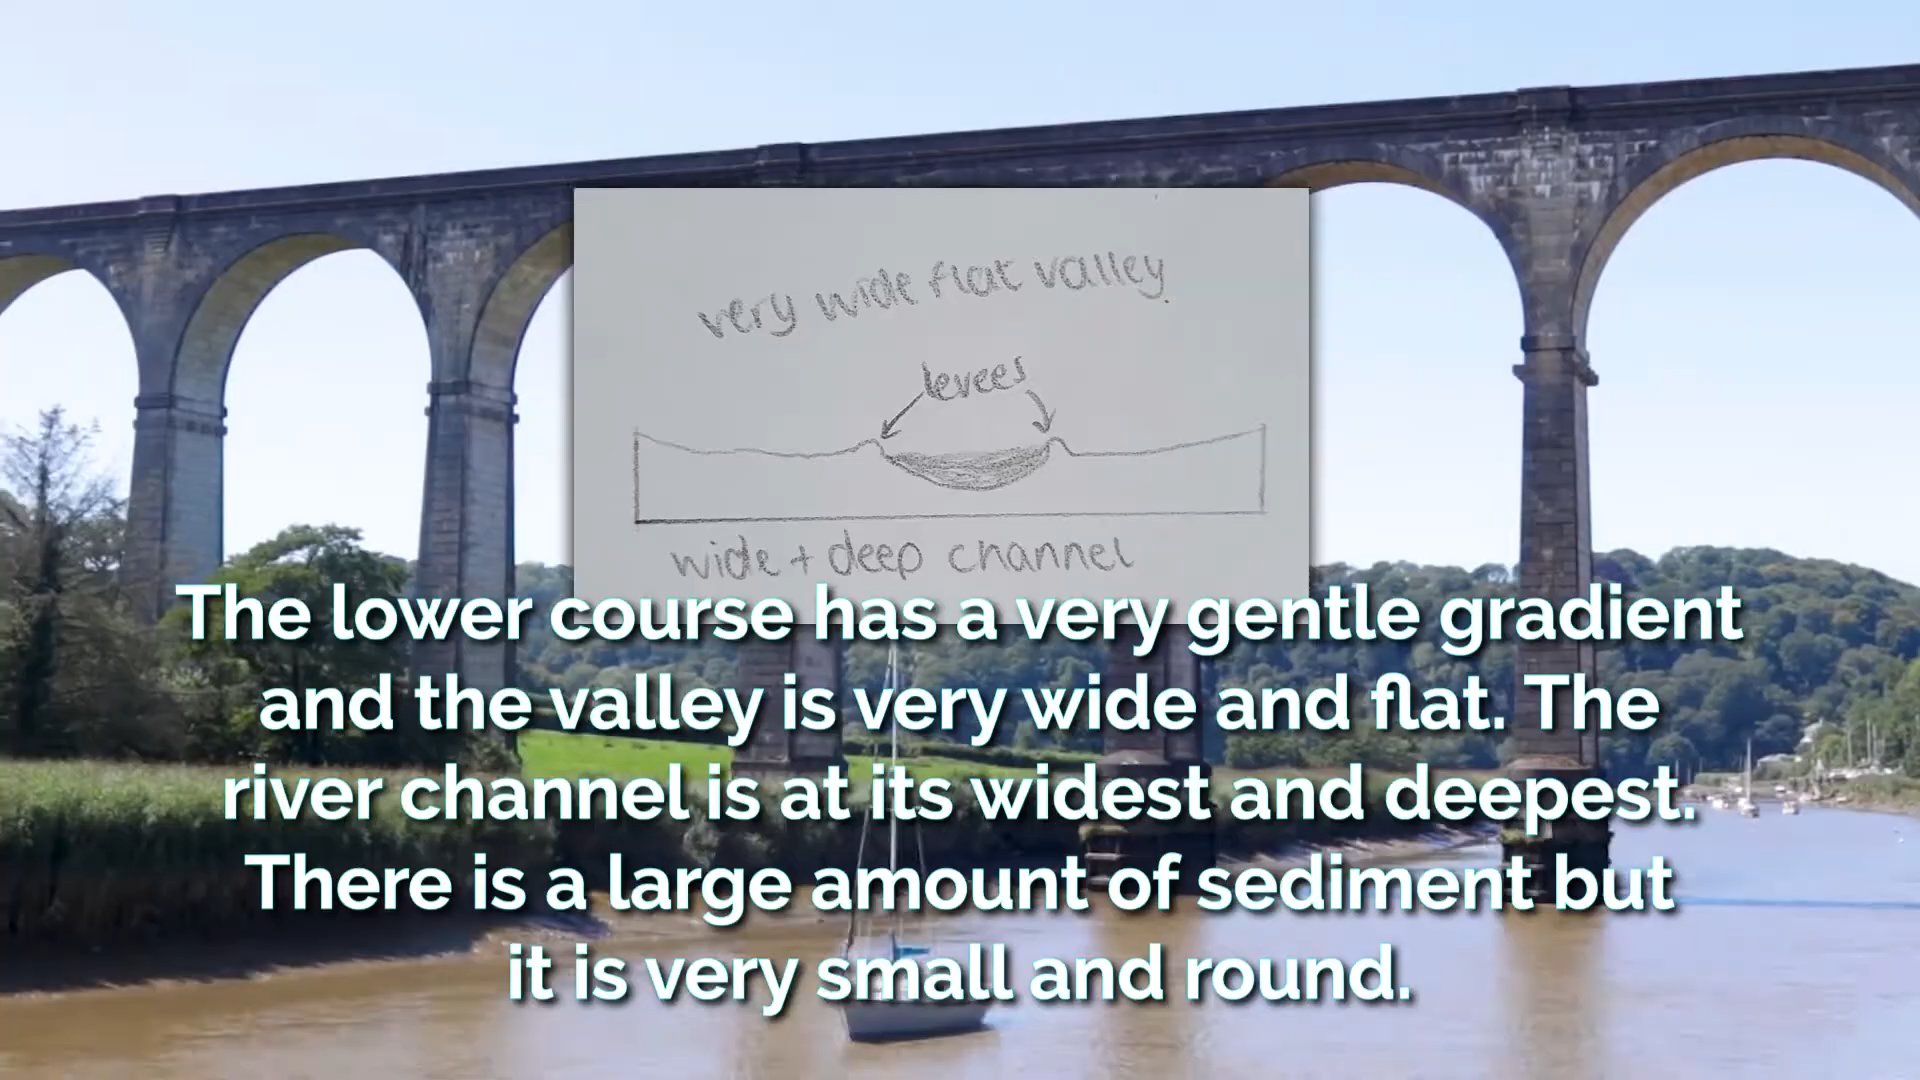 very wide flat valley
levees
wide + deep channel
The lower course has a very gentle gradient
and the valley is very wide and flat. The
river channel is at its widest and deepest.
There is a large amount of sediment but
it is very small and round.